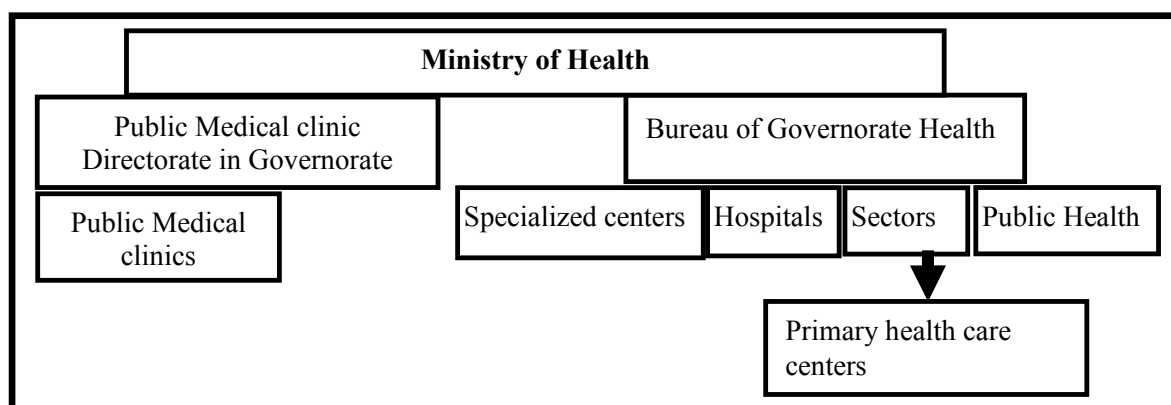 Ministry of Health
Public Medical clinic
Directorate in Governorate
Bureau of Governorate Health
Public Medical
clinics
Specialized centers
Hospitals
Sectors
Public Health
Primary health care
centers